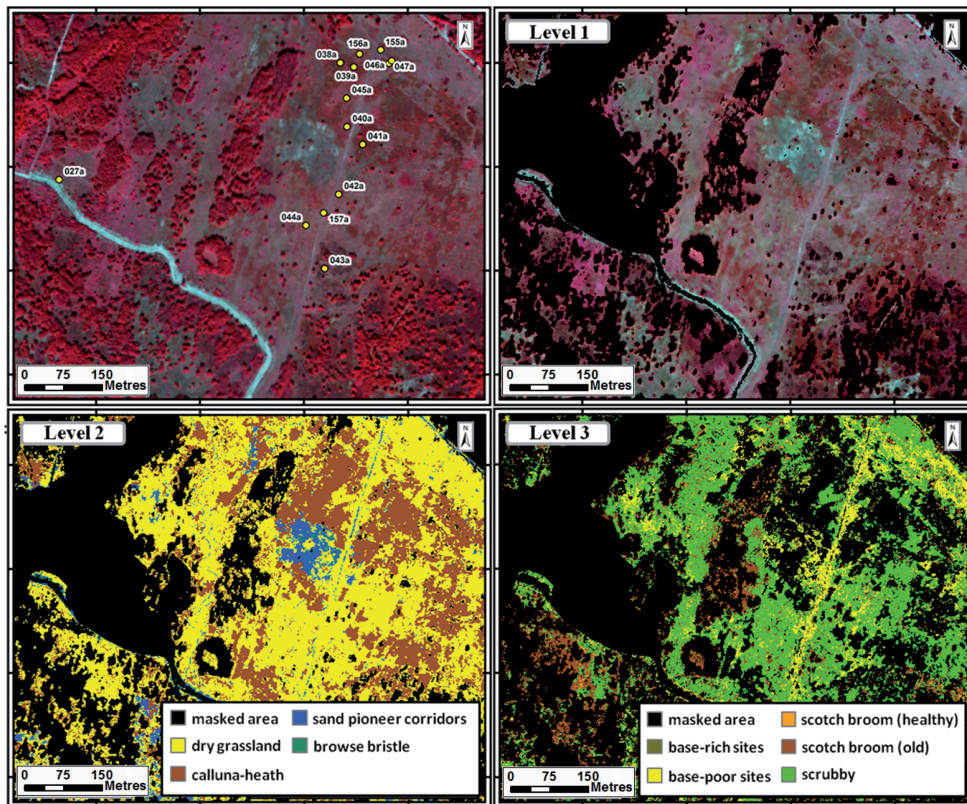 N
155a
156a
038a
046a
047a
039a
045a
040a
041a
027a
042a
044a
157a
043a
0 75 150
Metres
Level 1
N
0 75 150
Metres
Level 2
N
masked area
sand pioneer corridors
dry grassland
browse bristle
calluna-heath
0 75 150
Metres
Level 3
N
masked area
scotch broom (healthy)
base-rich sites
scotch broom (old)
base-poor sites
scrubby
0 75 150
Metres